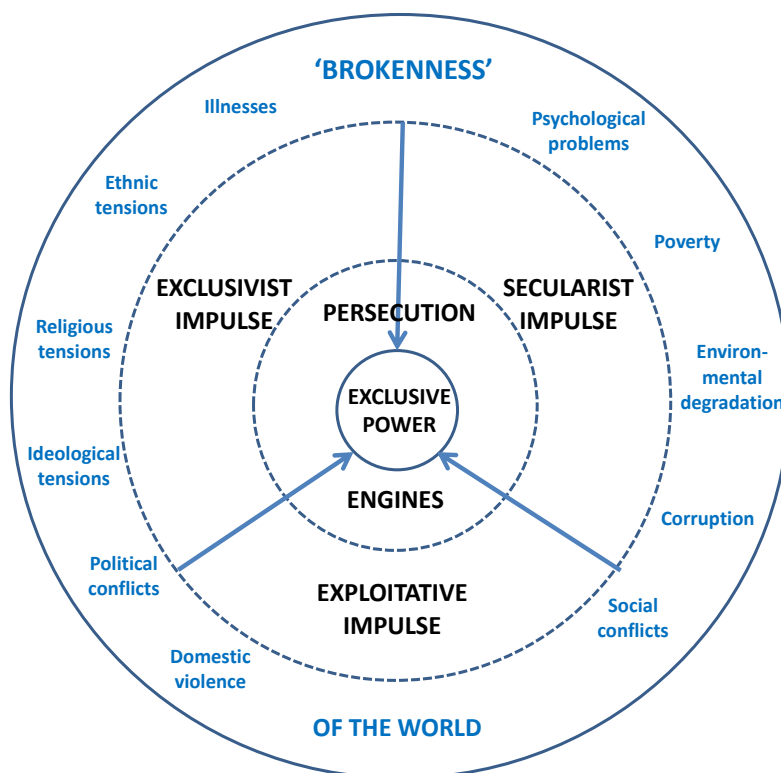 ‘BROKENNESS’
Illnesses
Psychological
problems
Ethnic
tensions
Poverty
EXCLUSIVIST
IMPULSE
SECULARIST
IMPULSE
PERSECUTION
Religious
tensions
Environ-
mental
degradation
EXCLUSIVE
POWER
Ideological
tensions
ENGINES
Corruption
Political
conflicts
EXPLOITATIVE
IMPULSE
Social
conflicts
Domestic
violence
OF THE WORLD